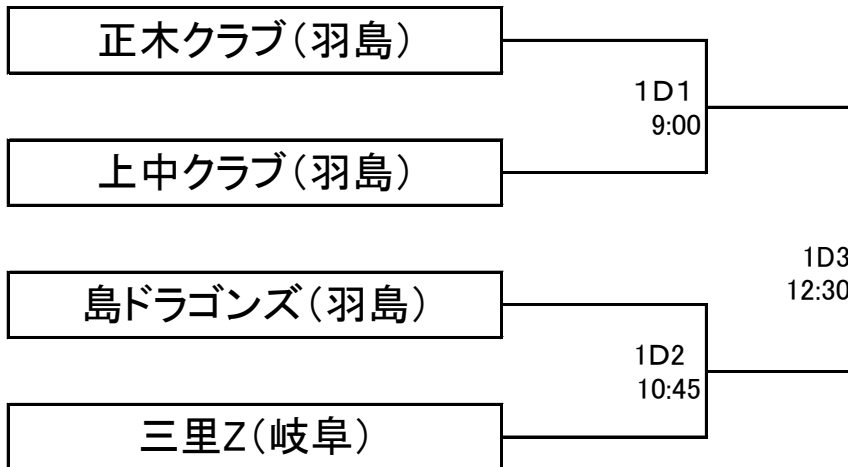 正木クラブ(羽島)
1D1
9:00
上中クラブ(羽島)
1D3
12:30
島ドラゴンズ(羽島)
1D2
10:45
三里Z(岐阜)